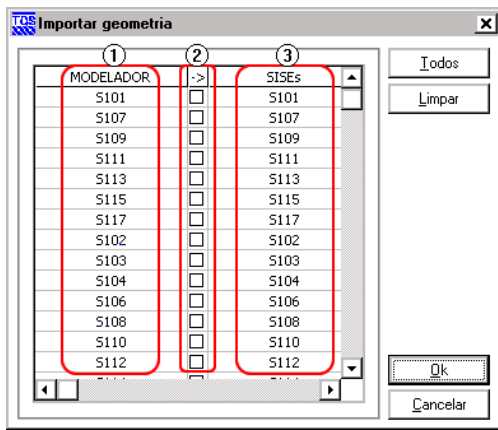 TQS Importar geometria
1 2 3
MODELADOR -> SISEs
S101 S101
S107 S107
S109 S109
S111 S111
S113 S113
S115 S115
S117 S117
S102 S102
S103 S103
S104 S104
S106 S106
S108 S108
S110 S110
S112 S112
Todos
Limpar
Ok
Cancelar